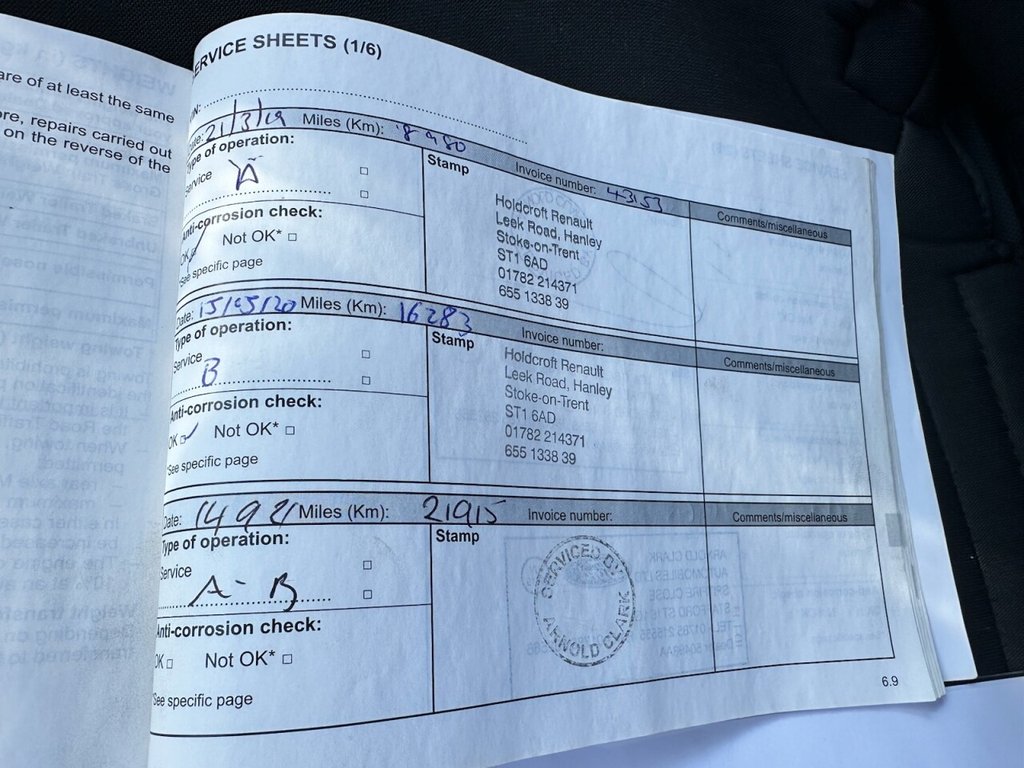 ERVICE SHEETS (1/6)
are of at least the same
ore, repairs carried out
on the reverse of the
21/3/19 Miles (Km): 8980
Type of operation:
Service A
Stamp
Invoice number: 43153
Comments/miscellaneous
Holdcroft Renault
Leek Road, Hanley
Stoke-on-Trent
ST1 6AD
01782 214371
655 1338 39
Anti-corrosion check:
OK Not OK*
*See specific page
Date: 15/05/20 Miles (Km): 16283
Type of operation:
Service
B
Stamp
Invoice number:
Comments/miscellaneous
Holdcroft Renault
Leek Road, Hanley
Stoke-on-Trent
ST1 6AD
01782 214371
655 1338 39
Anti-corrosion check:
OK Not OK*
*See specific page
Date: 14 9 21 Miles (Km): 21915
Type of operation:
Service
A - B
Stamp
Invoice number:
Comments/miscellaneous
SERVICED BY
ARNOLD CLARK
Anti-corrosion check:
OK Not OK*
*See specific page
6.9